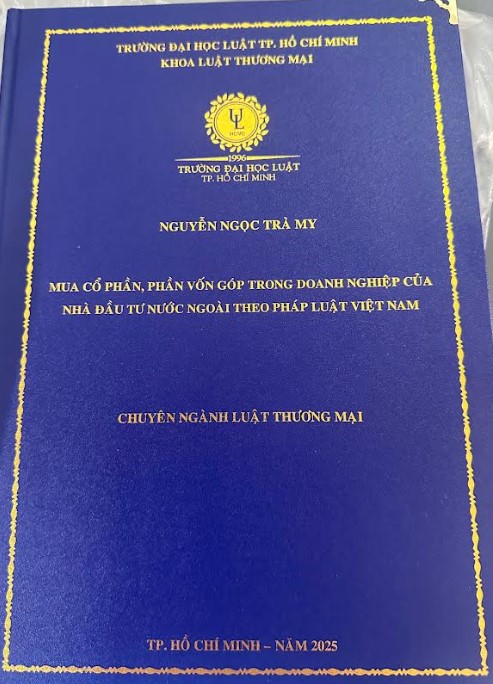 TRƯỜNG ĐẠI HỌC LUẬT TP. HỒ CHÍ MINH
KHOA LUẬT THƯƠNG MẠI
UL
HCMC
1996
TRƯỜNG ĐẠI HỌC LUẬT
TP. HỒ CHÍ MINH
NGUYỄN NGỌC TRÀ MY
MUA CỔ PHẦN, PHẦN VỐN GÓP TRONG DOANH NGHIỆP CỦA
NHÀ ĐẦU TƯ NƯỚC NGOÀI THEO PHÁP LUẬT VIỆT NAM
CHUYÊN NGÀNH LUẬT THƯƠNG MẠI
TP. HỒ CHÍ MINH – NĂM 2025